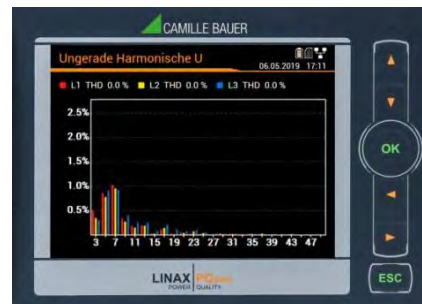 CAMILLE BAUER
Ungerade Harmonische U
06.05.2019 17:11
L1 THD 0.0 % L2 THD 0.0 % L3 THD 0.0 %
2.5%
2.0%
1.5%
1.0%
0.5%
3 7 11 15 19 23 27 31 35 39 43 47
OK
ESC
LINAX PQ
POWER QUALITY